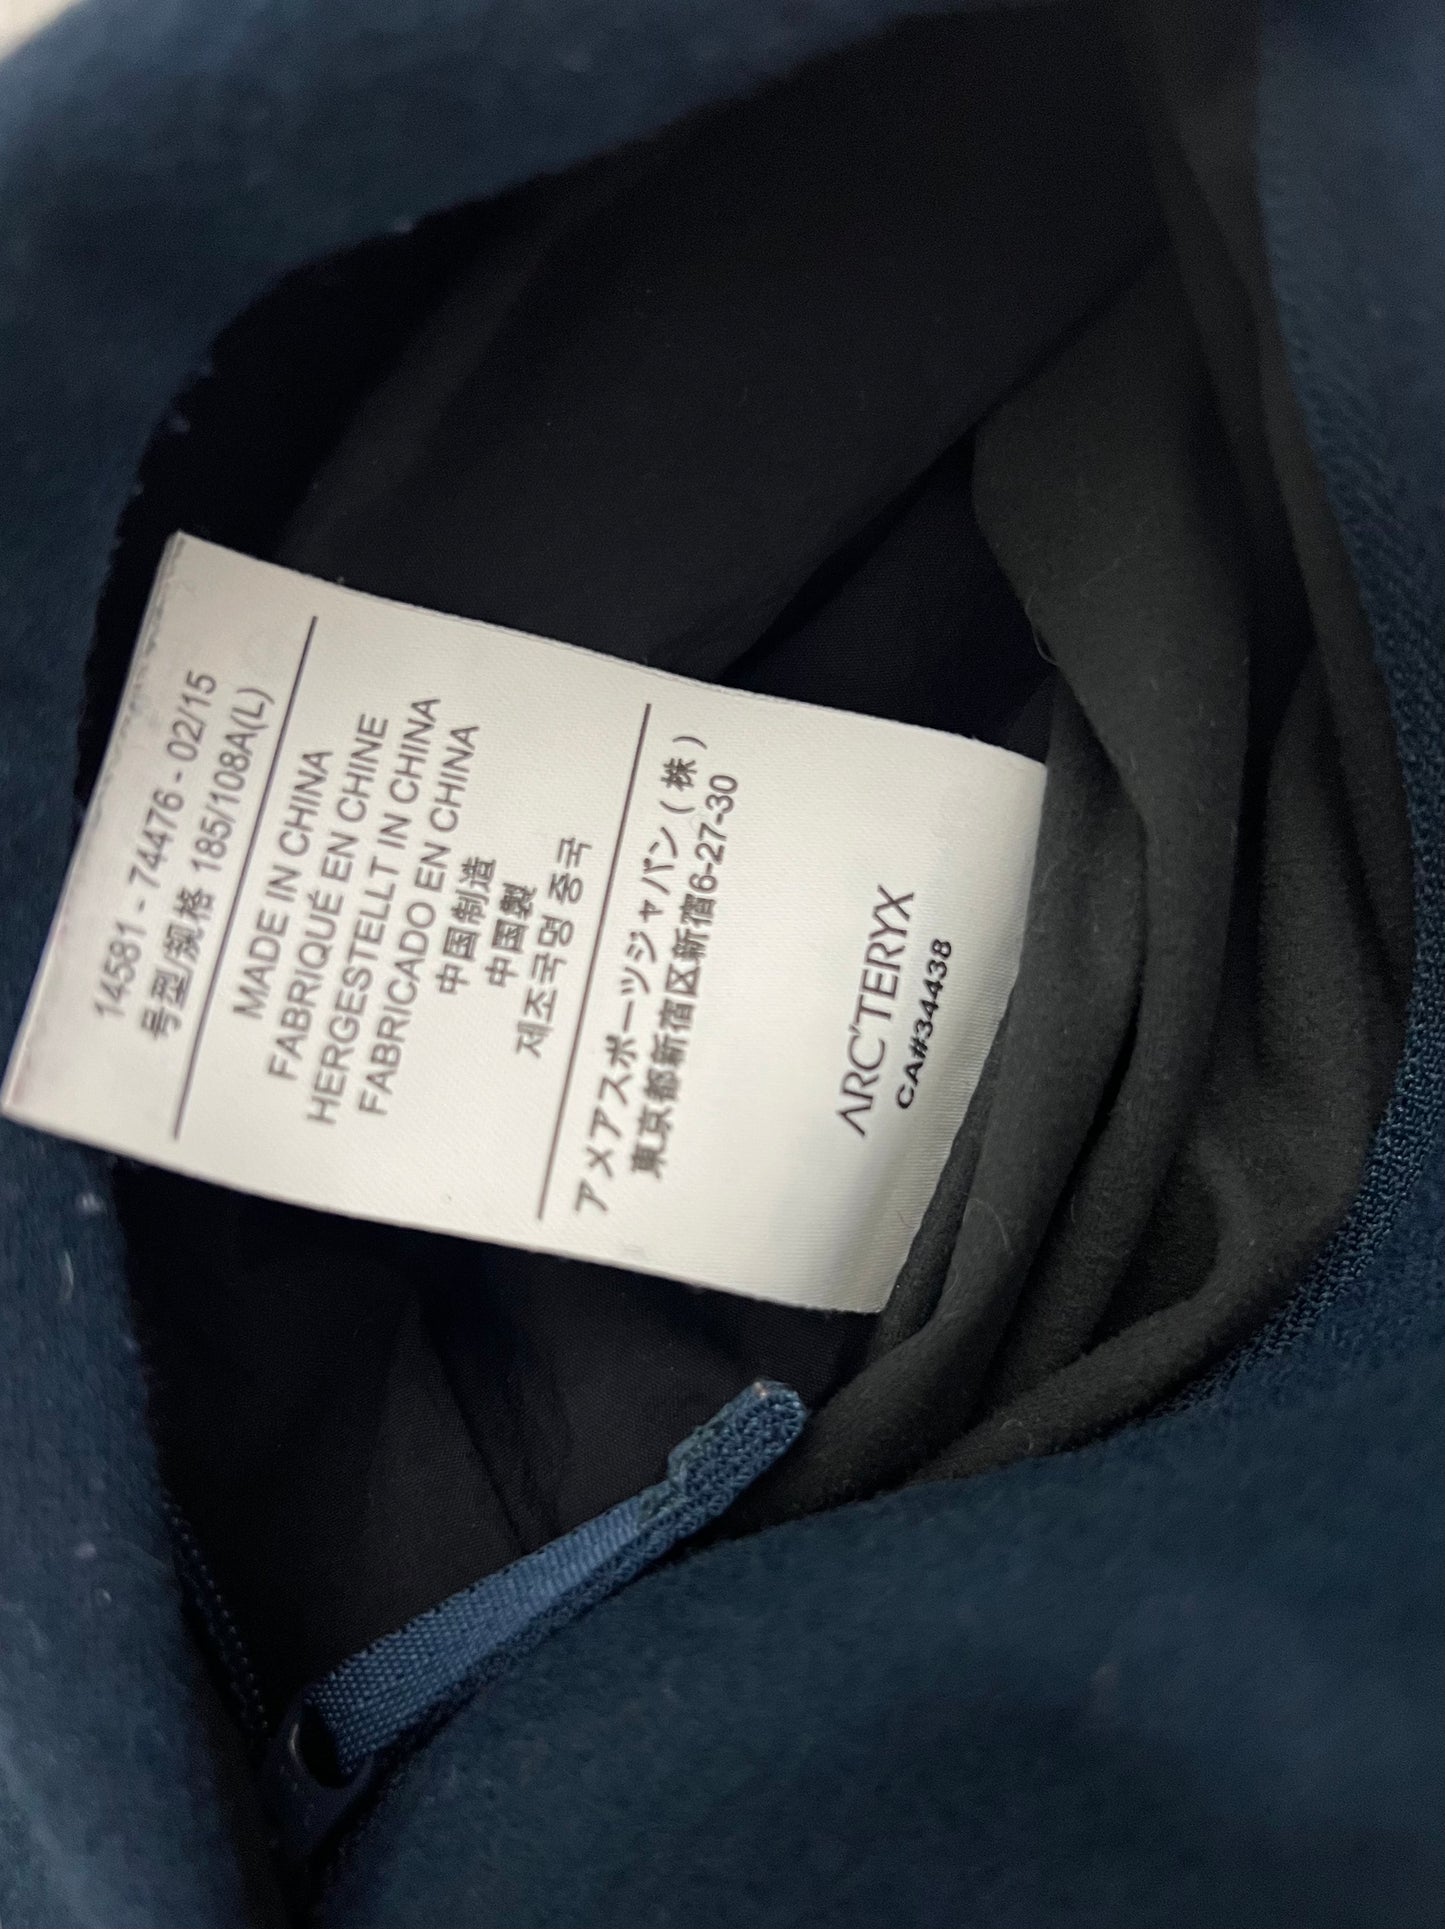 14581 - 74476 - 02/15
号型/规格 185/108A(L)
MADE IN CHINA
FABRIQUÉ EN CHINE
HERGESTELLT IN CHINA
FABRICADO EN CHINA
中国制造
中国製
제조국명 중국
アメアスポーツジャパン(株)
東京都新宿区新宿6-27-30
ARC'TERYX
CA#34438